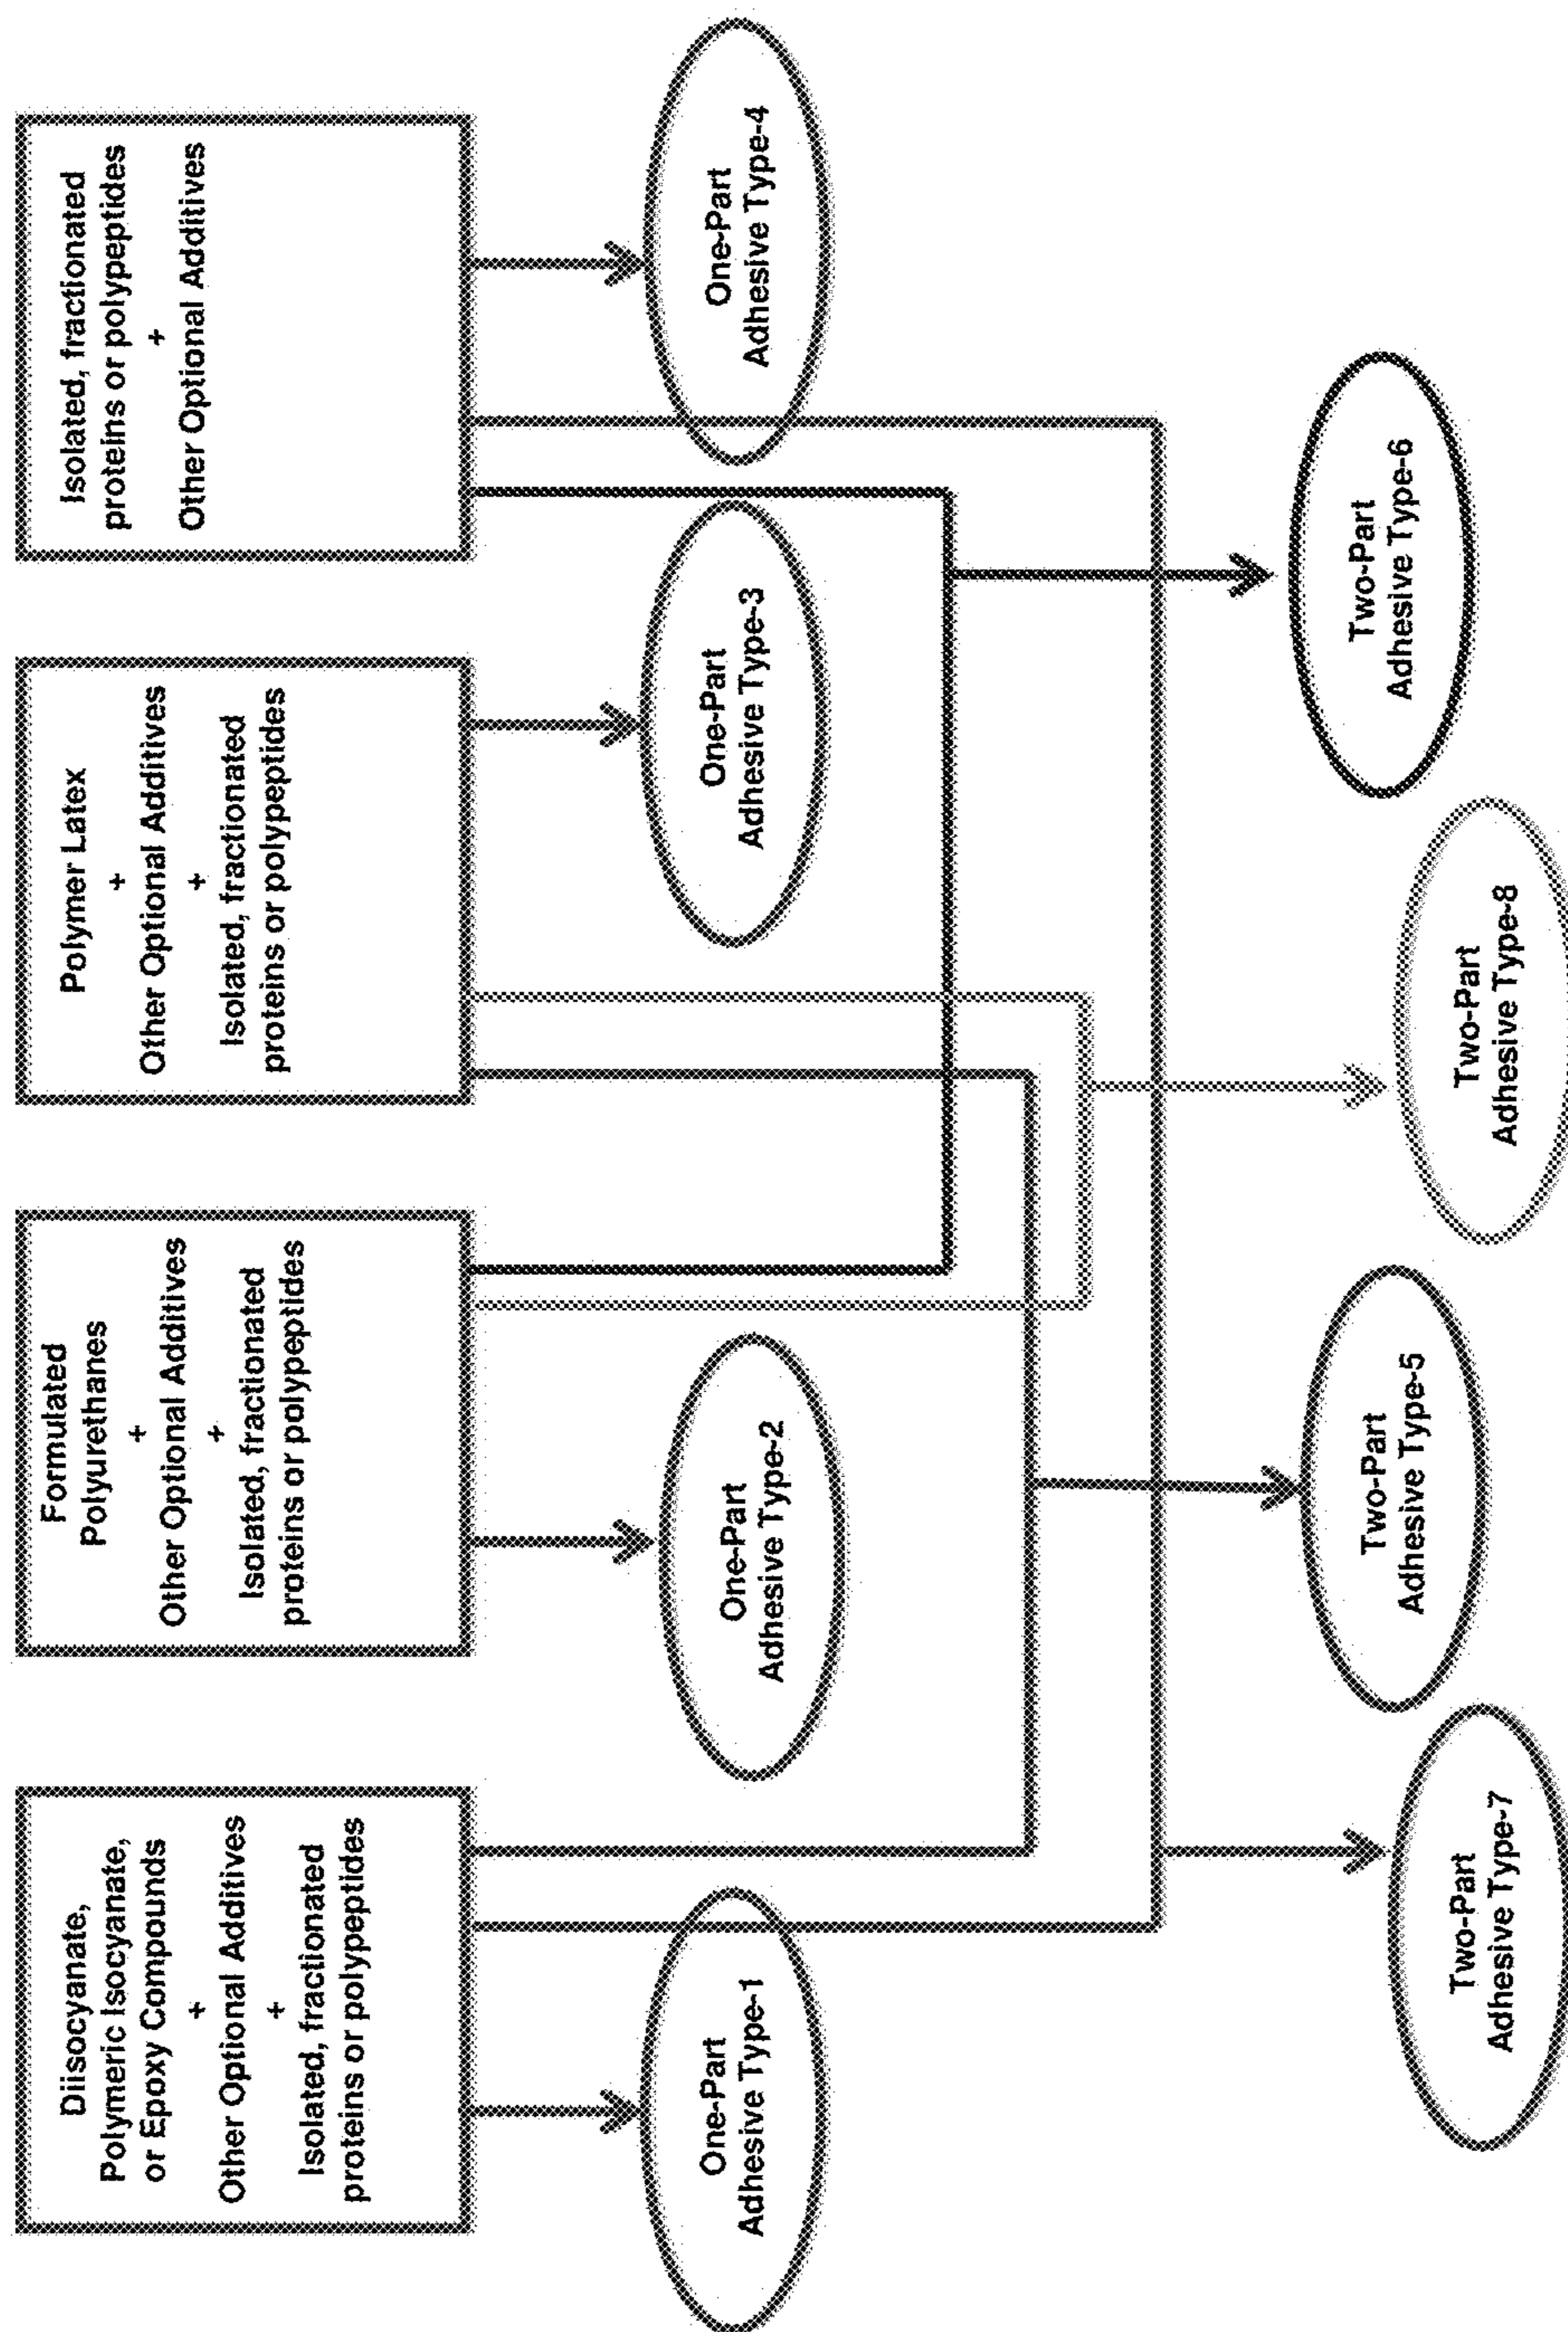 Diisocyanate,
Polymeric Isocyanate,
or Epoxy Compounds
+
Other Optional Additives
+
Isolated, fractionated
proteins or polypeptides
Formulated
Polyurethanes
+
Other Optional Additives
+
Isolated, fractionated
proteins or polypeptides
Polymer Latex
+
Other Optional Additives
+
Isolated, fractionated
proteins or polypeptides
Isolated, fractionated
proteins or polypeptides
+
Other Optional Additives
One-Part
Adhesive Type-1
One-Part
Adhesive Type-2
One-Part
Adhesive Type-3
One-Part
Adhesive Type-4
Two-Part
Adhesive Type-7
Two-Part
Adhesive Type-5
Two-Part
Adhesive Type-8
Two-Part
Adhesive Type-6